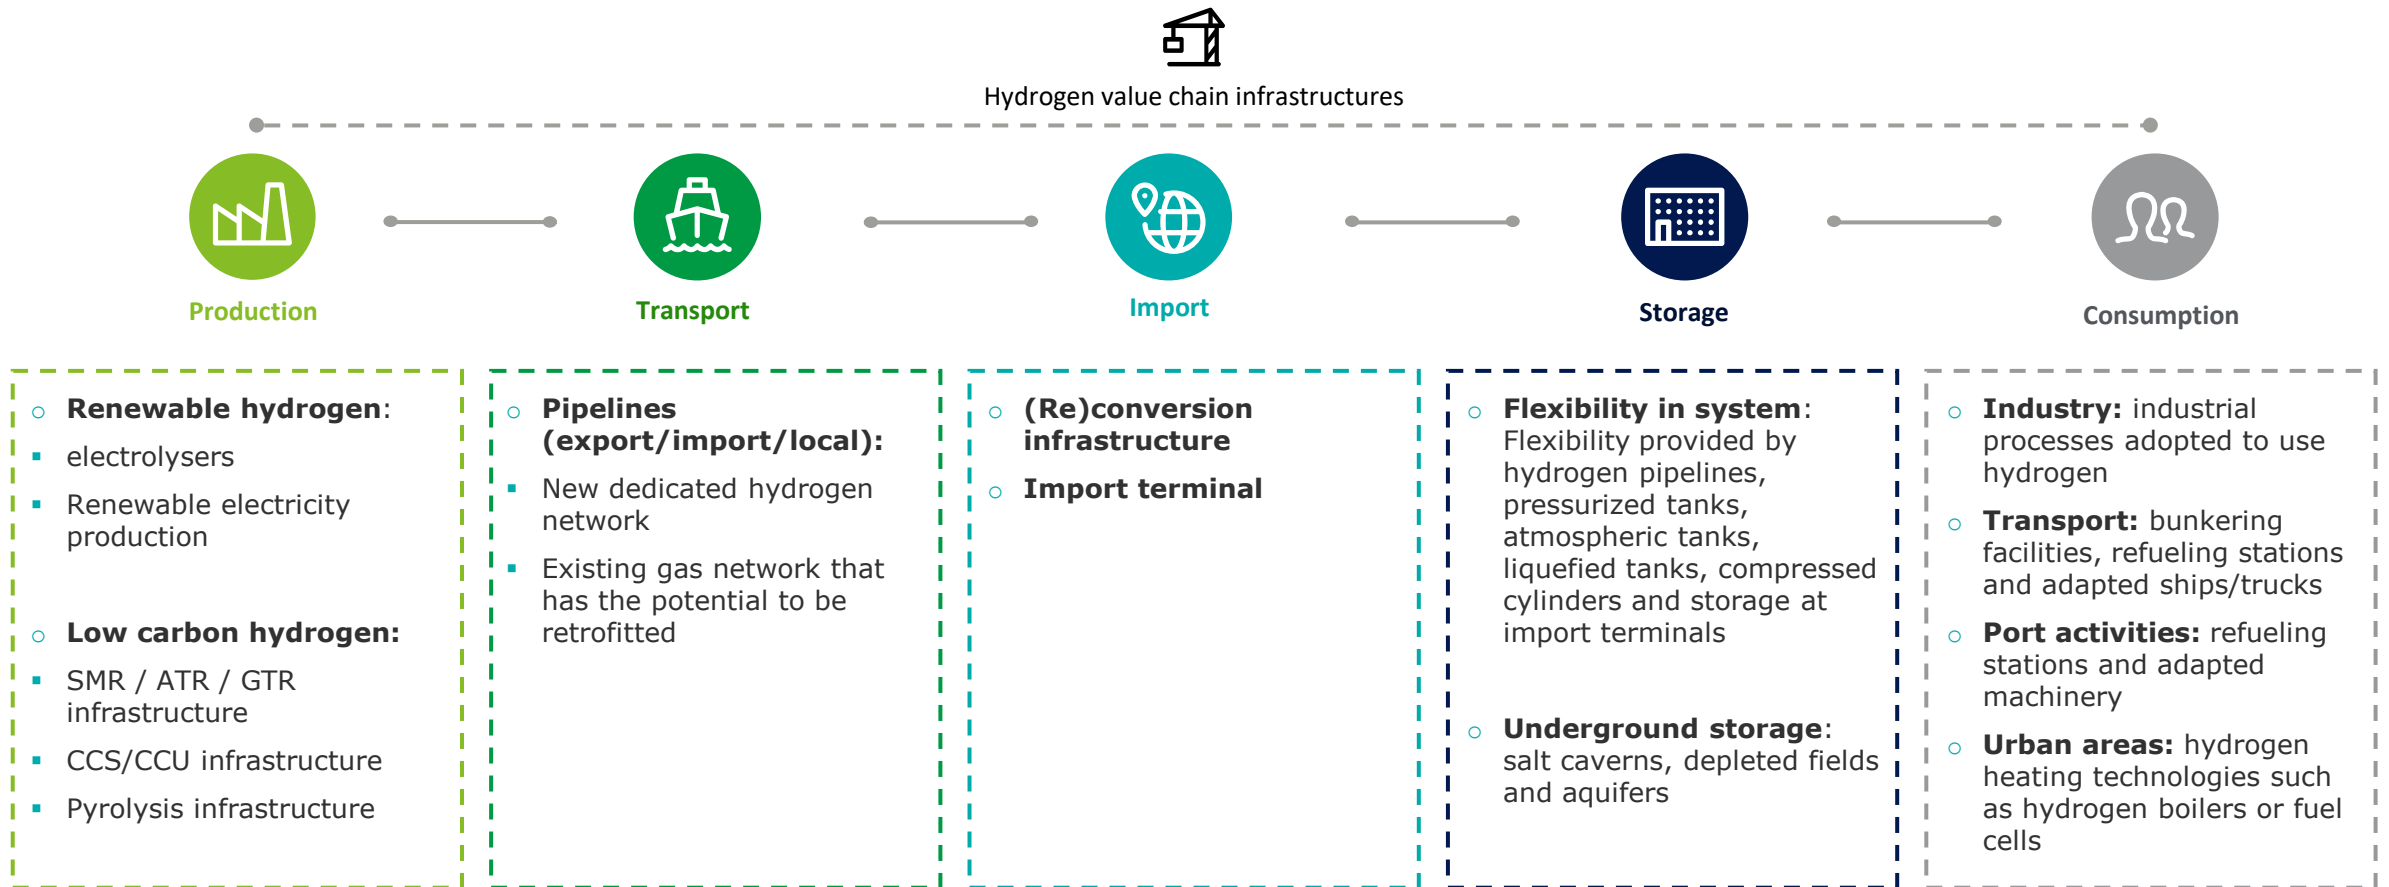 Hydrogen value chain infrastructures
Production
Transport
Import
Storage
Consumption
Renewable hydrogen:
electrolysers
Renewable electricity
production
Low carbon hydrogen:
SMR / ATR / GTR
infrastructure
CCS/CCU infrastructure
Pyrolysis infrastructure
Pipelines
(export/import/local):
New dedicated hydrogen
network
Existing gas network that
has the potential to be
retrofitted
(Re)conversion
infrastructure
Import terminal
Flexibility in system:
Flexibility provided by
hydrogen pipelines,
pressurized tanks,
atmospheric tanks,
liquefied tanks, compressed
cylinders and storage at
import terminals
Underground storage:
salt caverns, depleted fields
and aquifers
Industry: industrial
processes adopted to use
hydrogen
Transport: bunkering
facilities, refueling stations
and adapted ships/trucks
Port activities: refueling
stations and adapted
machinery
Urban areas: hydrogen
heating technologies such
as hydrogen boilers or fuel
cells